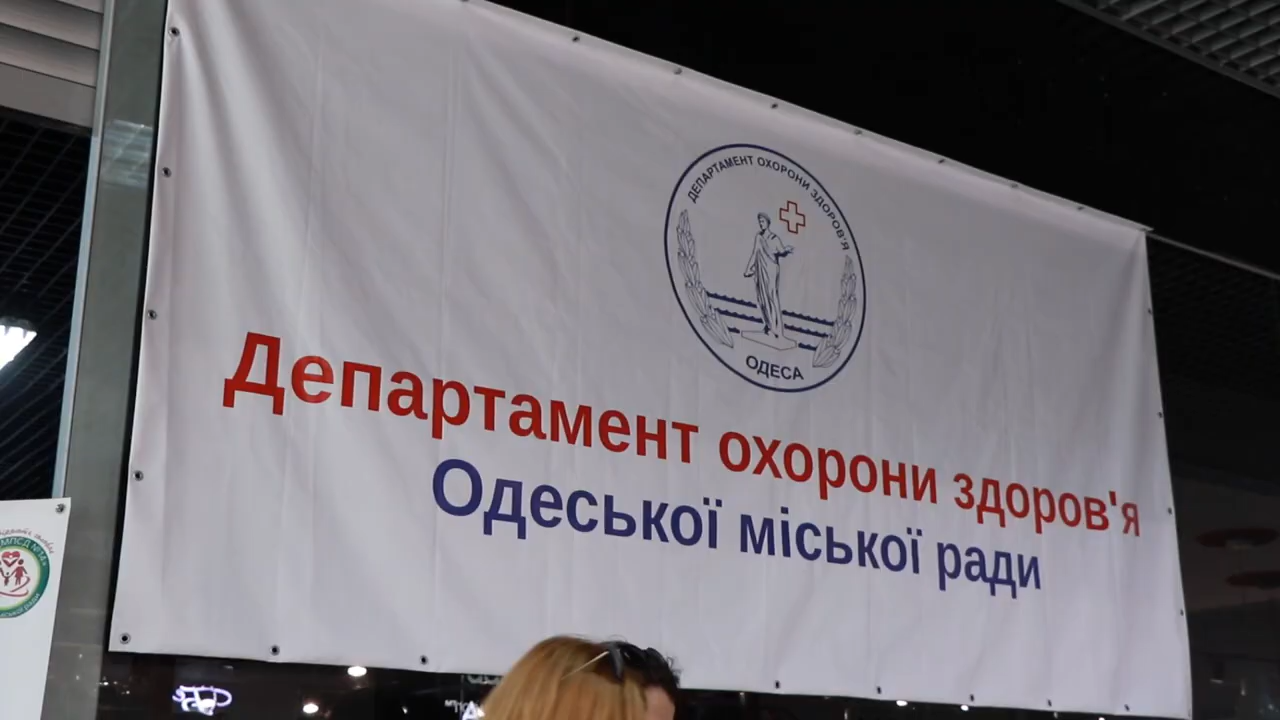 ДЕПАРТАМЕНТ ОХОРОНИ ЗДОРОВ'Я
ОДЕСА
Департамент охорони здоров'я
Одеської міської ради